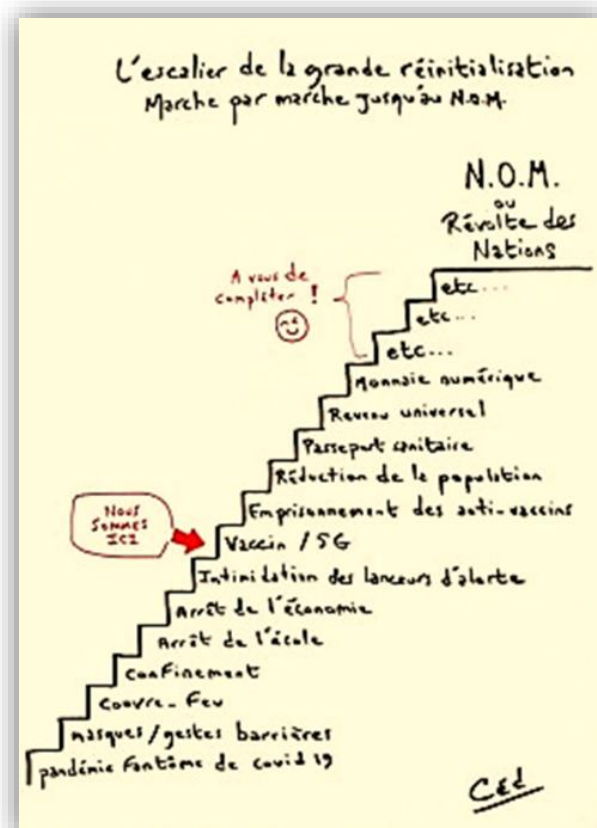 L'escalier de la grande réinitialisation
Marche par marche jusqu'au N.O.M.
N.O.M.
ou
Révolte des
Nations
A vous de
compléter !
etc...
etc...
etc...
Monnaie numérique
Revenu universel
Passeport sanitaire
Réduction de la population
Emprisonnement des anti-vaccins
NOUS
SOMMES
ICI
Vaccin / 5G
Intimidation des lanceurs d'alerte
Arrêt de l'économie
Arrêt de l'école
Confinement
Couvre-Feu
masques/gestes barrières
pandémie Fantôme de covid 19
Céd